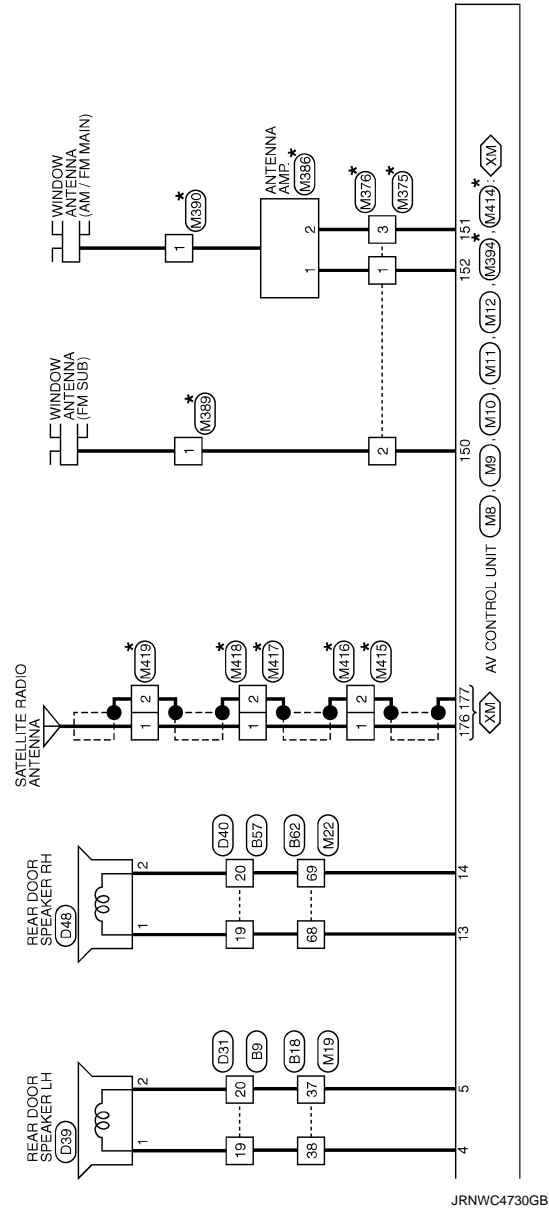 REAR DOOR
SPEAKER LH
D39
1
2
19
20
D31
B9
38
37
B18
M19
4
5
REAR DOOR
SPEAKER RH
D48
1
2
19
20
D40
B57
68
69
B62
M22
13
14
SATELLITE RADIO
ANTENNA
1
2
*
M419
1
2
*
M418
*
M417
1
2
*
M416
*
M415
176
177
XM
WINDOW
ANTENNA
(FM SUB)
1
*
M389
2
150
WINDOW
ANTENNA
(AM / FM MAIN)
1
*
M390
ANTENNA
AMP.
*
M386
1
2
1
3
*
M376
*
M375
152
151
AV CONTROL UNIT M8 , M9 , M10 , M11 , M12 , M394* , M414* : XM
JRNWC4730GB